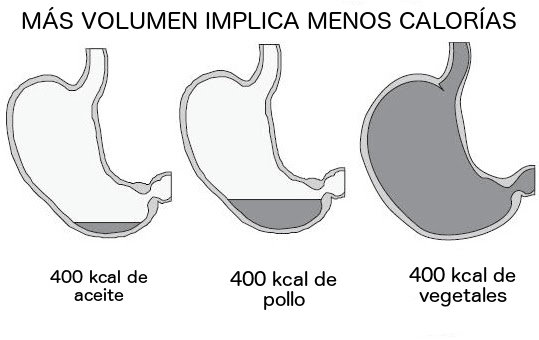 MÁS VOLUMEN IMPLICA MENOS CALORÍAS
400 kcal de
aceite
400 kcal de
pollo
400 kcal de
vegetales